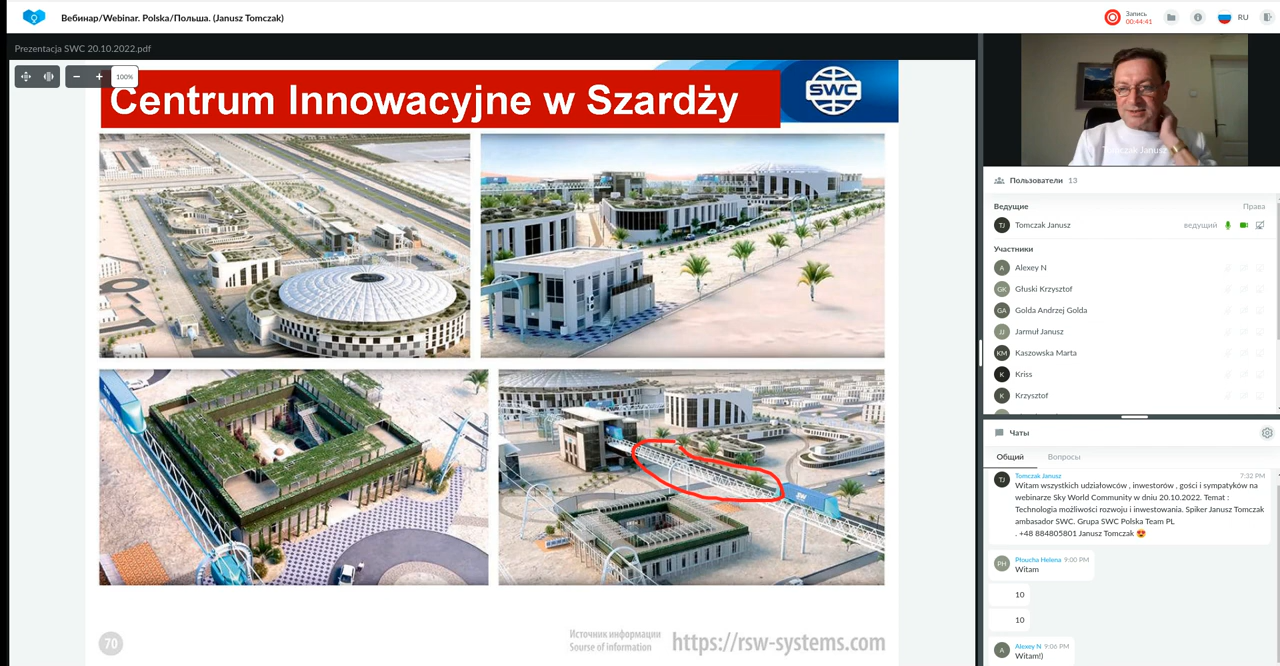 Вебинар/Webinar. Polska/Польша. (Janusz Tomczak)
Запись
00:44:41
RU
Prezentacja SWC 20.10.2022.pdf
100%
Centrum Innowacyjne w Szardży
SWC
Tomczak Janusz
Пользователи 13
Ведущие
Права
TJ Tomczak Janusz ведущий
Участники
A Alexey N
GK Głuski Krzysztof
GA Golda Andrzej Golda
JJ Jarmuł Janusz
KM Kaszowska Marta
K Kriss
K Krzysztof
Чаты
Общий Вопросы
TJ Tomczak Janusz 7:32 PM
Witam wszystkich udziałowców , inwestorów , gości i sympatyków na
webinarze Sky World Community w dniu 20.10.2022. Temat :
Technologia możliwości rozwoju i inwestowania. Spiker Janusz Tomczak
ambasador SWC. Grupa SWC Polska Team PL
. +48 884805801 Janusz Tomczak 😍
PH Płoucha Helena 9:00 PM
Witam
10
10
A Alexey N 9:06 PM
Witam!)
70
Источник информации
Sourse of information
https://rsw-systems.com